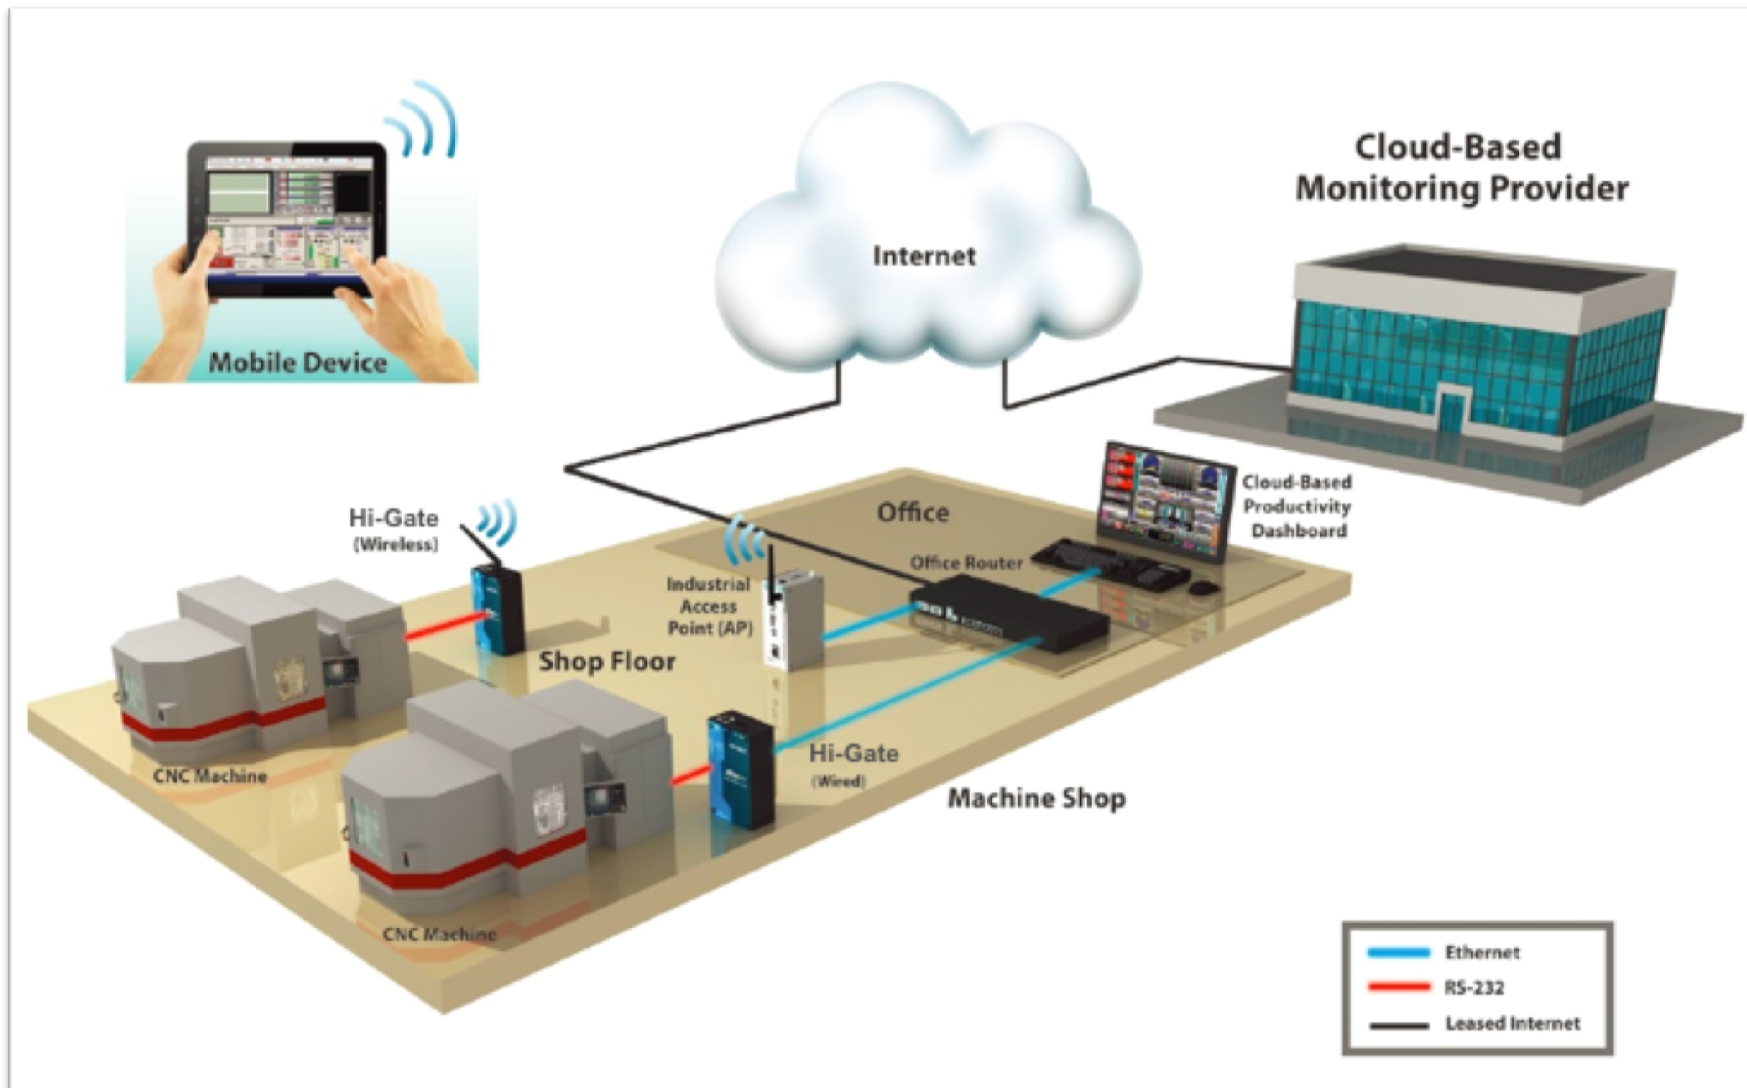 Cloud-Based
Monitoring Provider
Internet
Mobile Device
Cloud-Based
Productivity
Dashboard
Office
Hi-Gate
(Wireless)
Office Router
Industrial
Access
Point (AP)
Shop Floor
Hi-Gate
(Wired)
CNC Machine
Machine Shop
CNC Machine
Ethernet
RS-232
Leased Internet